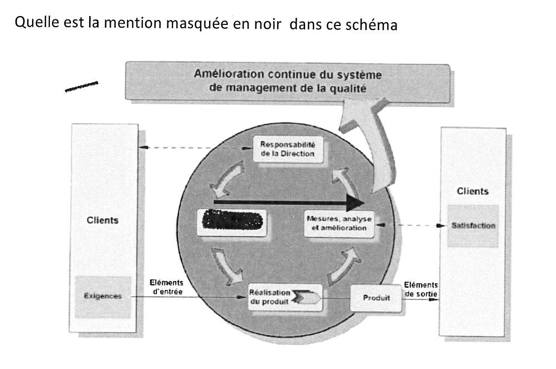 Quelle est la mention masquée en noir dans ce schéma
Amélioration continue du système
de management de la qualité
Responsabilité
de la Direction
Clients
Clients
Mesures, analyse
et amélioration
Satisfaction
Exigences
Eléments
d'entrée
Réalisation
du produit
Produit
Eléments
de sortie